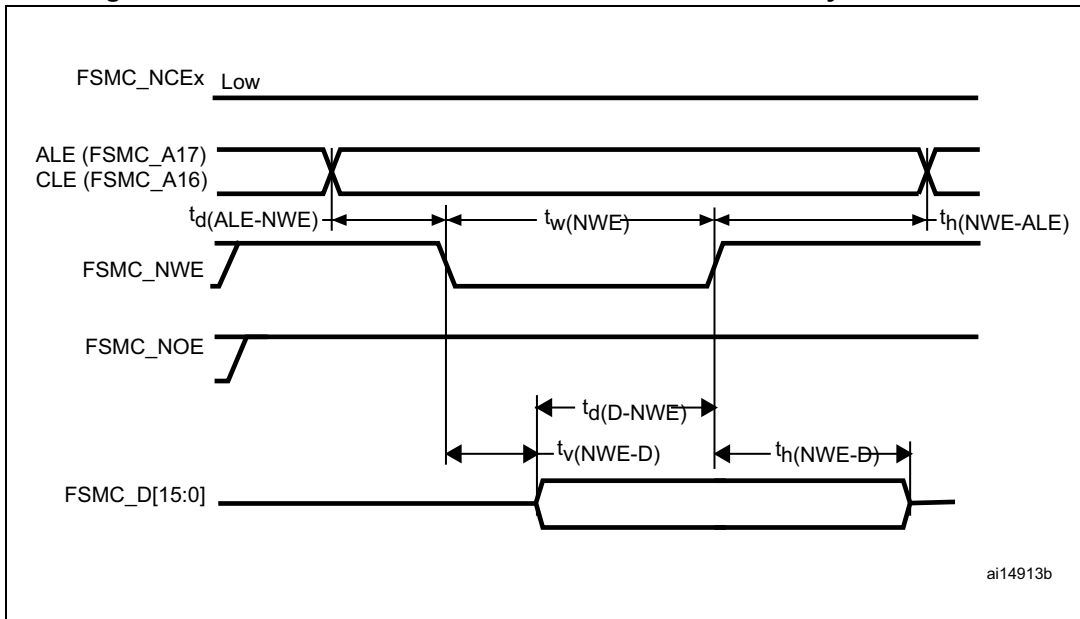 FSMC_NCEx Low
ALE (FSMC_A17)
CLE (FSMC_A16)
td(ALE-NWE) tw(NWE) th(NWE-ALE)
FSMC_NWE
FSMC_NOE
td(D-NWE)
tv(NWE-D) th(NWE-D)
FSMC_D[15:0]
ai14913b